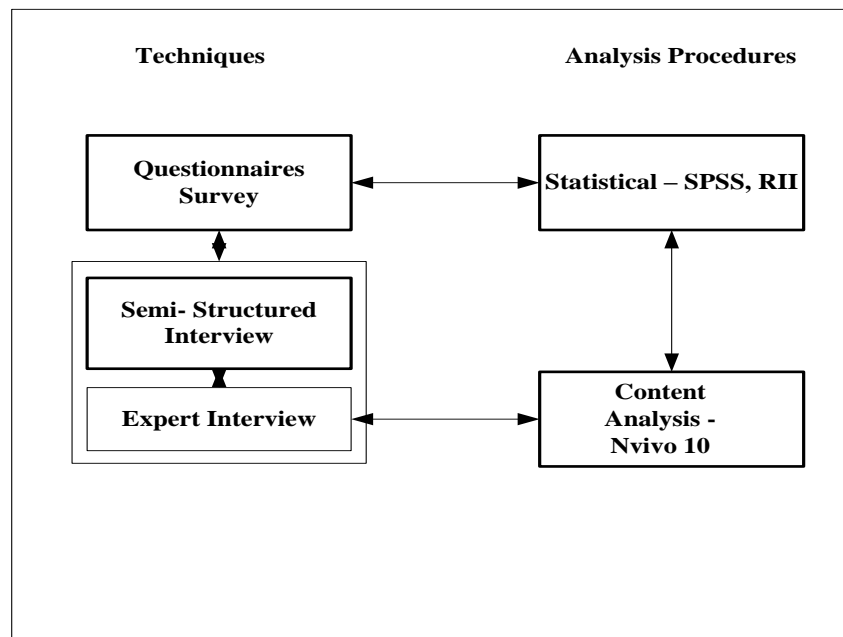 Techniques
Analysis Procedures
Questionnaires
Survey
Statistical – SPSS, RII
Semi- Structured
Interview
Expert Interview
Content
Analysis -
Nvivo 10